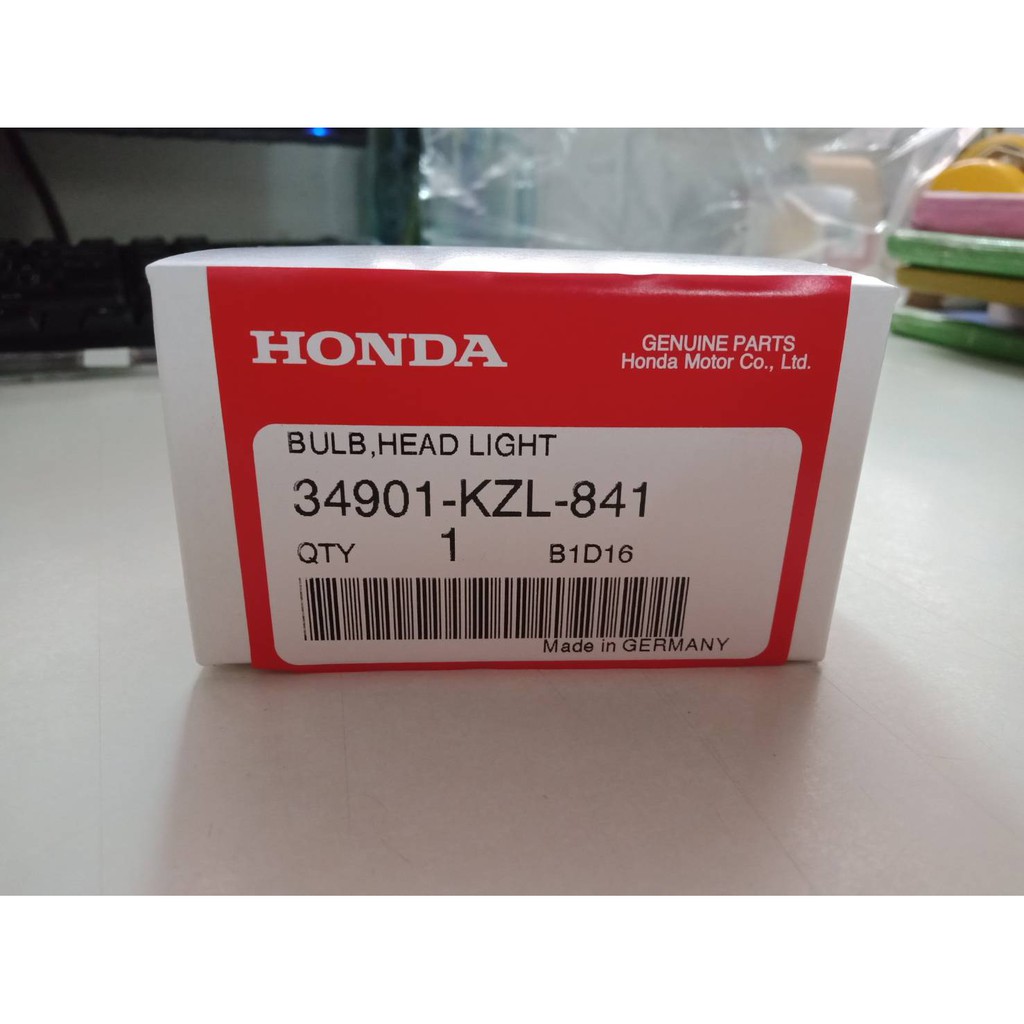 HONDA
GENUINE PARTS
Honda Motor Co., Ltd.
BULB,HEAD LIGHT
34901-KZL-841
QTY 1 B1D16
Made in GERMANY